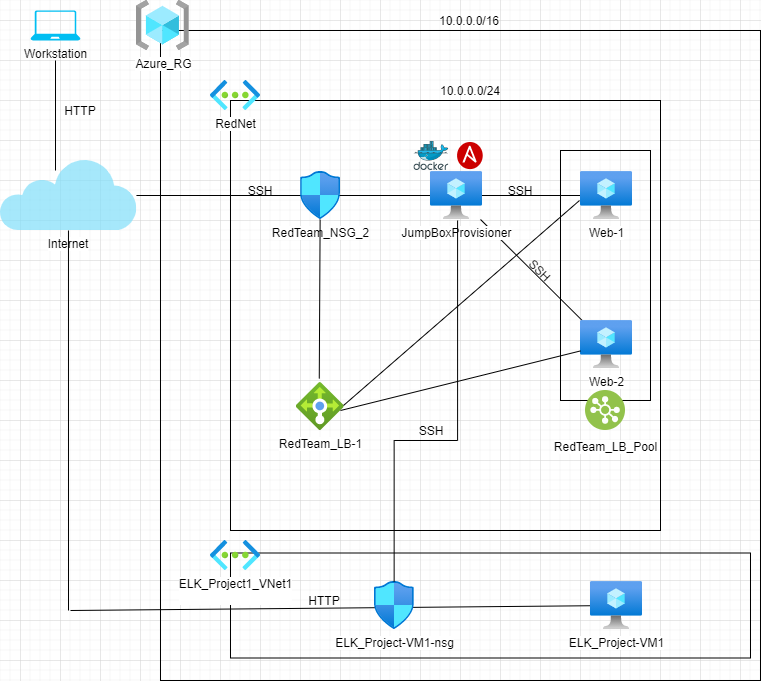 10.0.0.0/16
Workstation
Azure_RG
10.0.0.0/24
HTTP
RedNet
docker
SSH
SSH
RedTeam_NSG_2
JumpBoxProvisioner
Web-1
Internet
SSH
Web-2
SSH
RedTeam_LB-1
RedTeam_LB_Pool
ELK_Project1_VNet1
HTTP
ELK_Project-VM1-nsg
ELK_Project-VM1